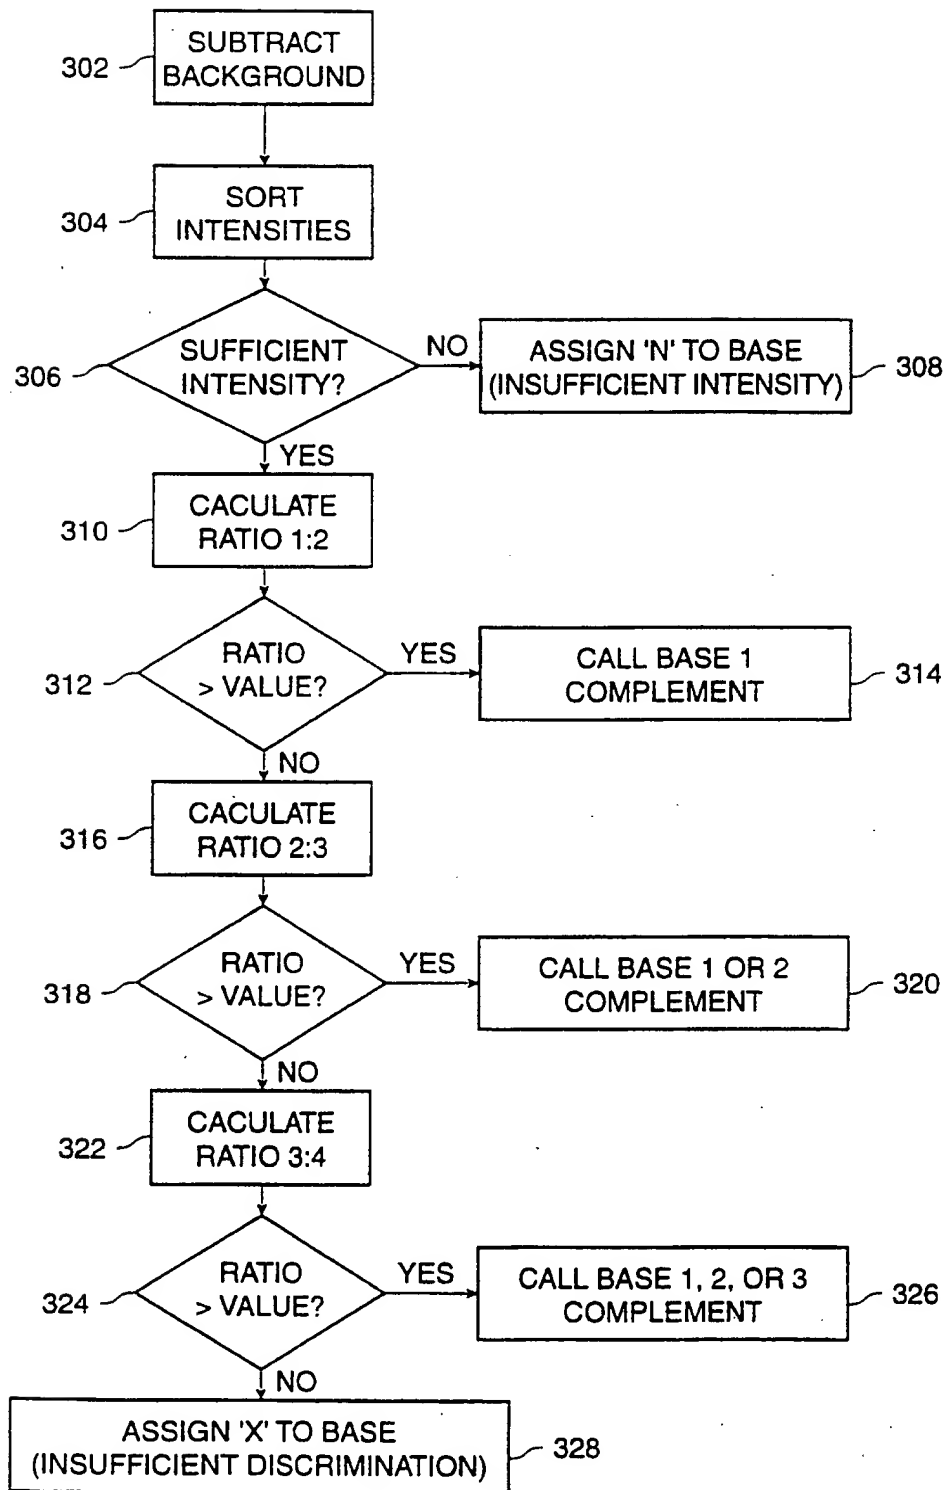 SUBTRACT
BACKGROUND
302
SORT
INTENSITIES
304
SUFFICIENT
INTENSITY?
306
NO
ASSIGN 'N' TO BASE
(INSUFFICIENT INTENSITY)
308
YES
CACULATE
RATIO 1:2
310
RATIO
> VALUE?
312
YES
CALL BASE 1
COMPLEMENT
314
NO
CACULATE
RATIO 2:3
316
RATIO
> VALUE?
318
YES
CALL BASE 1 OR 2
COMPLEMENT
320
NO
CACULATE
RATIO 3:4
322
RATIO
> VALUE?
324
YES
CALL BASE 1, 2, OR 3
COMPLEMENT
326
NO
ASSIGN 'X' TO BASE
(INSUFFICIENT DISCRIMINATION)
328